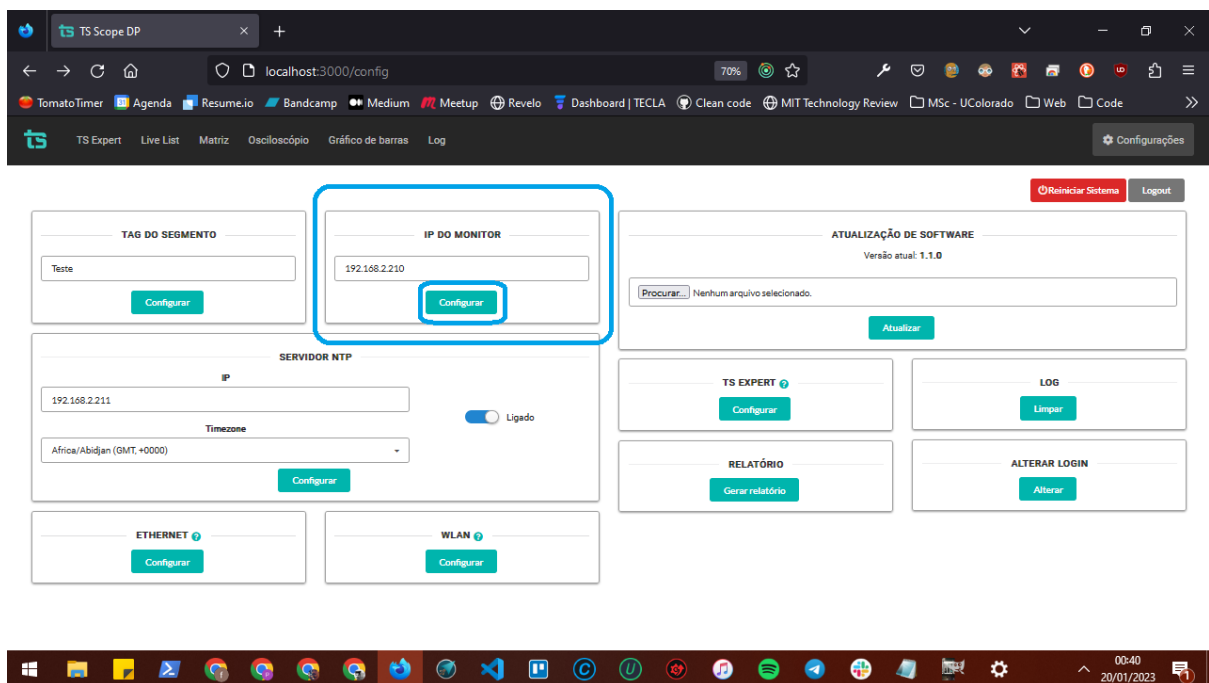 TS Scope DP
localhost:3000/config
70%
TomatoTimer
Agenda
Resume.io
Bandcamp
Medium
Meetup
Revelo
Dashboard | TECLA
Clean code
MIT Technology Review
MSc - UColorado
Web
Code
ts
TS Expert
Live List
Matriz
Osciloscópio
Gráfico de barras
Log
Configurações
Reiniciar Sistema
Logout
TAG DO SEGMENTO
Teste
Configurar
IP DO MONITOR
192.168.2.210
Configurar
ATUALIZAÇÃO DE SOFTWARE
Versão atual: 1.1.0
Procurar... Nenhum arquivo selecionado.
Atualizar
SERVIDOR NTP
IP
192.168.2.211
Ligado
Timezone
Africa/Abidjan (GMT, +0000)
Configurar
TS EXPERT
Configurar
LOG
Limpar
RELATÓRIO
Gerar relatório
ALTERAR LOGIN
Alterar
ETHERNET
Configurar
WLAN
Configurar
00:40
20/01/2023